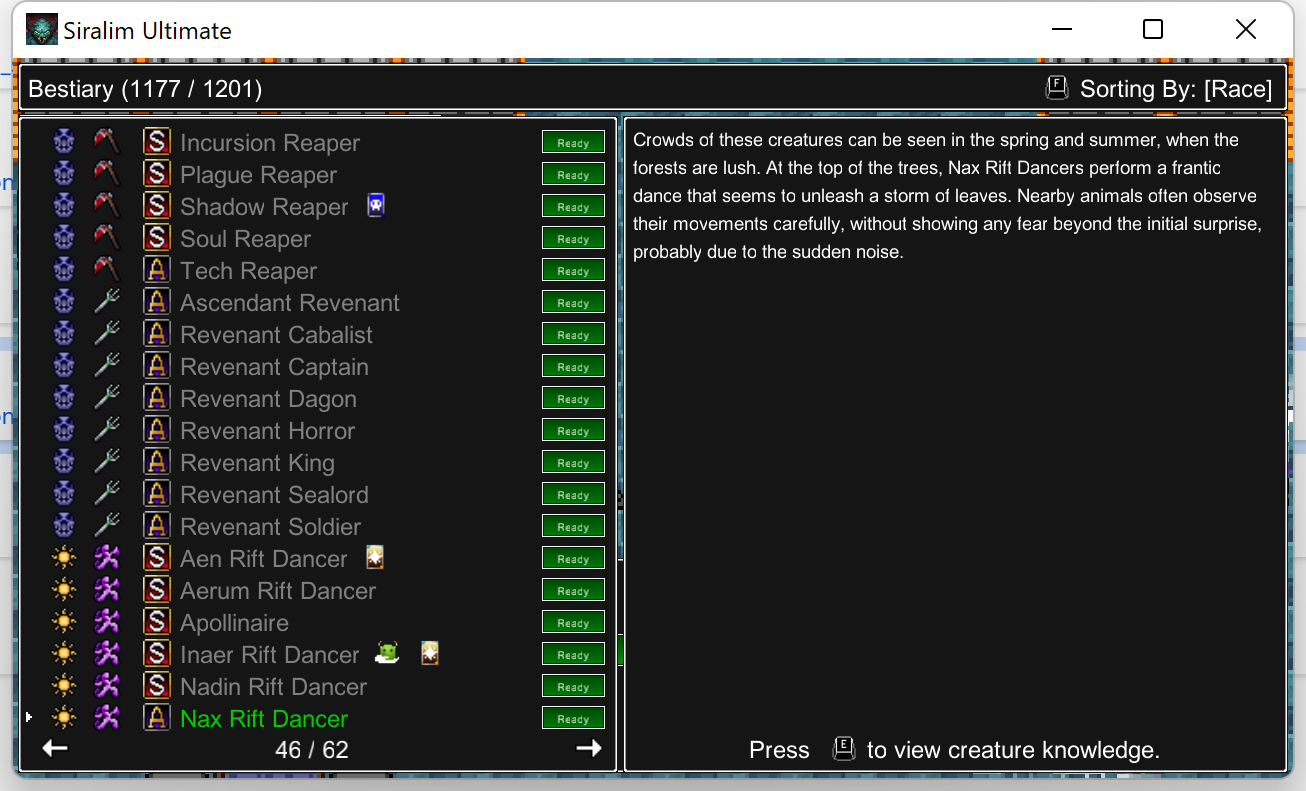 Siralim Ultimate
Bestiary (1177 / 1201)
F Sorting By: [Race]
S Incursion Reaper Ready
S Plague Reaper Ready
S Shadow Reaper Ready
S Soul Reaper Ready
A Tech Reaper Ready
A Ascendant Revenant Ready
A Revenant Cabalist Ready
A Revenant Captain Ready
A Revenant Dagon Ready
A Revenant Horror Ready
A Revenant King Ready
A Revenant Sealord Ready
A Revenant Soldier Ready
S Aen Rift Dancer Ready
S Aerum Rift Dancer Ready
S Apollinaire Ready
S Inaer Rift Dancer Ready
S Nadin Rift Dancer Ready
A Nax Rift Dancer Ready
46 / 62
Crowds of these creatures can be seen in the spring and summer, when the
forests are lush. At the top of the trees, Nax Rift Dancers perform a frantic
dance that seems to unleash a storm of leaves. Nearby animals often observe
their movements carefully, without showing any fear beyond the initial surprise,
probably due to the sudden noise.
Press E to view creature knowledge.